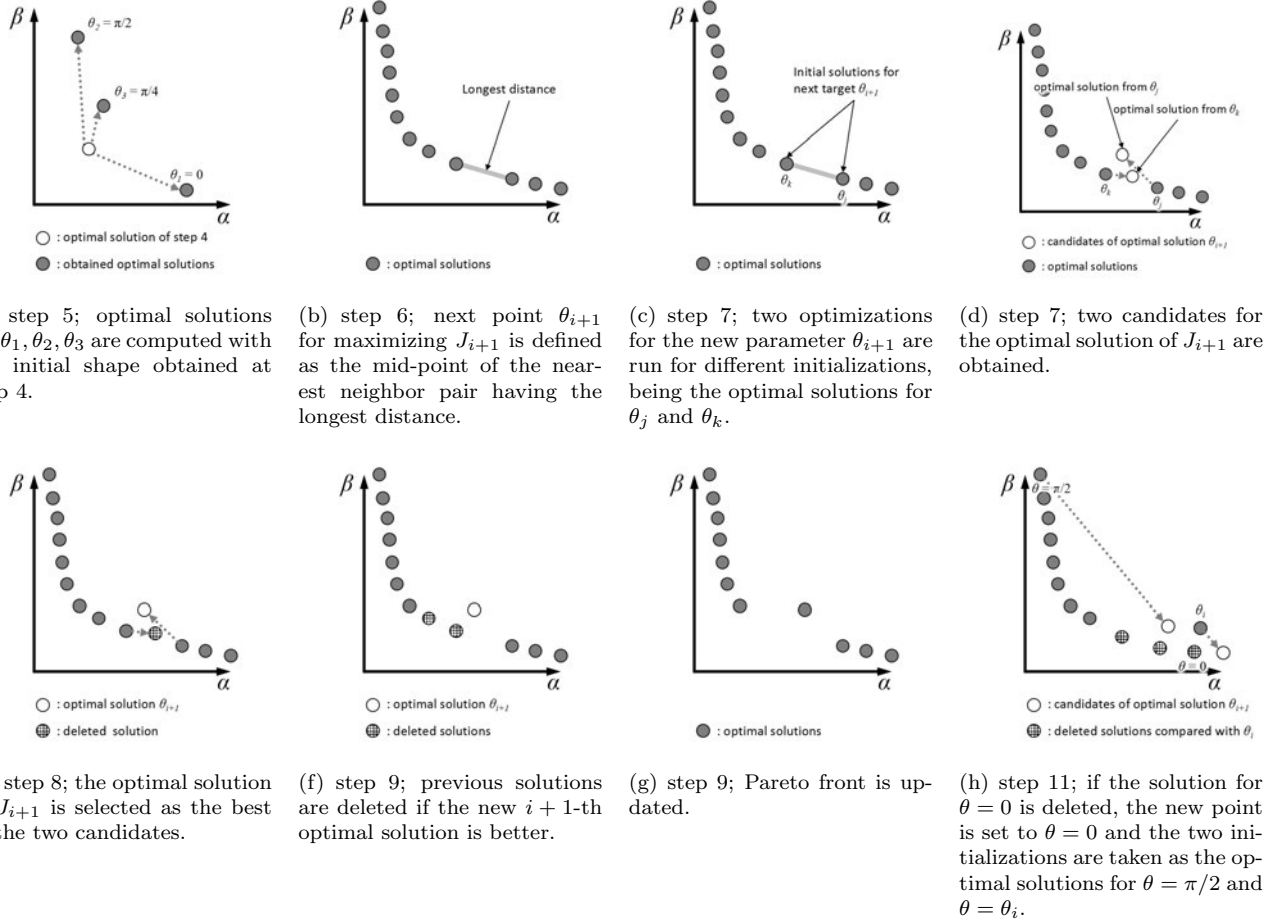 β
θ₂ = π/2
θ₃ = π/4
θ₁ = 0
α
: optimal solution of step 4
: obtained optimal solutions
step 5; optimal solutions
θ₁, θ₂, θ₃ are computed with
initial shape obtained at
p 4.
β
Longest distance
α
: optimal solutions
(b) step 6; next point θᵢ₊₁
for maximizing Jᵢ₊₁ is defined
as the mid-point of the near-
est neighbor pair having the
longest distance.
β
Initial solutions for
next target θᵢ₊₁
θₖ
θⱼ
α
: optimal solutions
(c) step 7; two optimizations
for the new parameter θᵢ₊₁ are
run for different initializations,
being the optimal solutions for
θⱼ and θₖ.
β
optimal solution from θⱼ
optimal solution from θₖ
θₖ
θⱼ
α
: candidates of optimal solution θᵢ₊₁
: optimal solutions
(d) step 7; two candidates for
the optimal solution of Jᵢ₊₁ are
obtained.
β
α
: optimal solution θᵢ₊₁
: deleted solution
step 8; the optimal solution
Jᵢ₊₁ is selected as the best
the two candidates.
β
α
: optimal solution θᵢ₊₁
: deleted solutions
(f) step 9; previous solutions
are deleted if the new i + 1-th
optimal solution is better.
β
α
: optimal solutions
(g) step 9; Pareto front is up-
dated.
β
θ = π/2
θᵢ
θ = 0
α
: candidates of optimal solution θᵢ₊₁
: deleted solutions compared with θᵢ
(h) step 11; if the solution for
θ = 0 is deleted, the new point
is set to θ = 0 and the two ini-
tializations are taken as the op-
timal solutions for θ = π/2 and
θ = θᵢ.